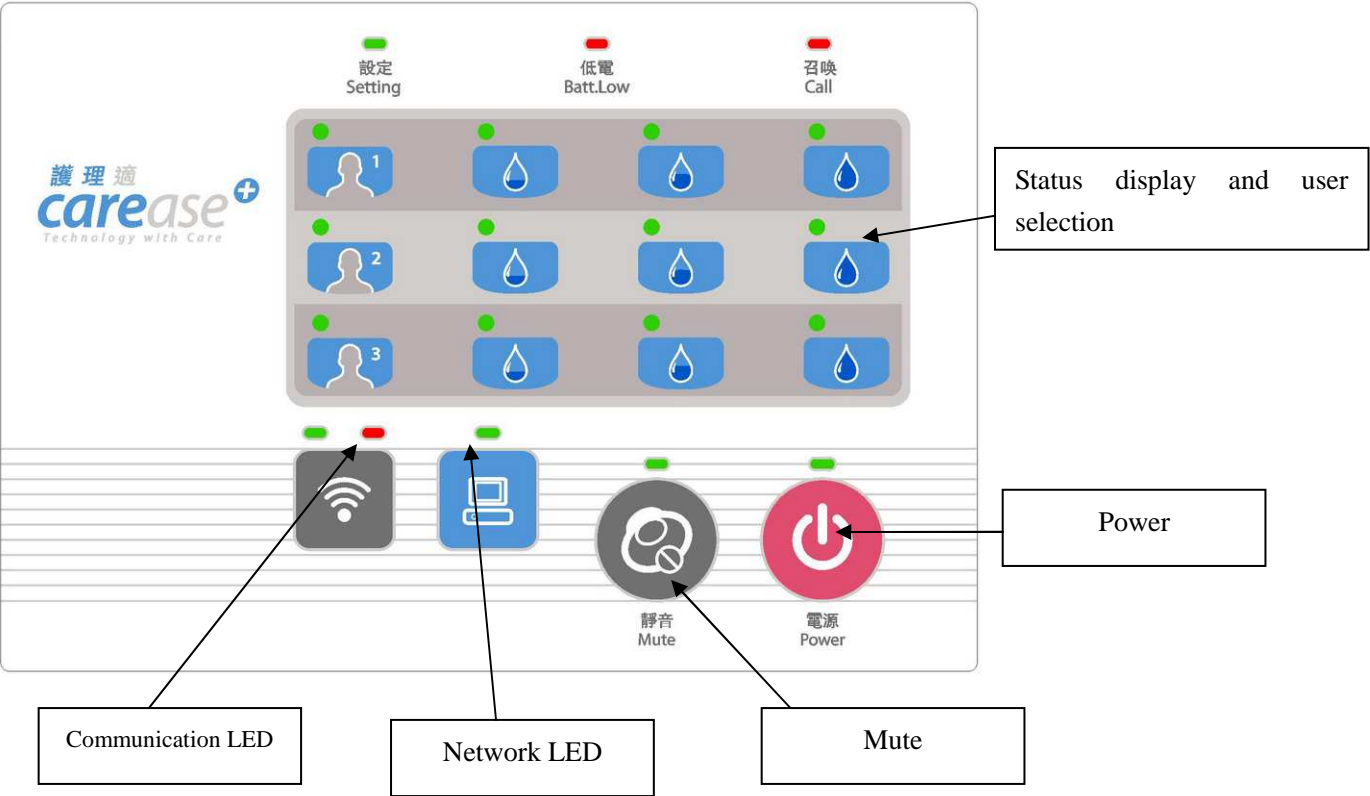 設定
Setting
低電
Batt.Low
召喚
Call
護理適
carease+
Technology with Care
1
2
3
Status display and user
selection
Power
靜音
Mute
電源
Power
Communication LED
Network LED
Mute